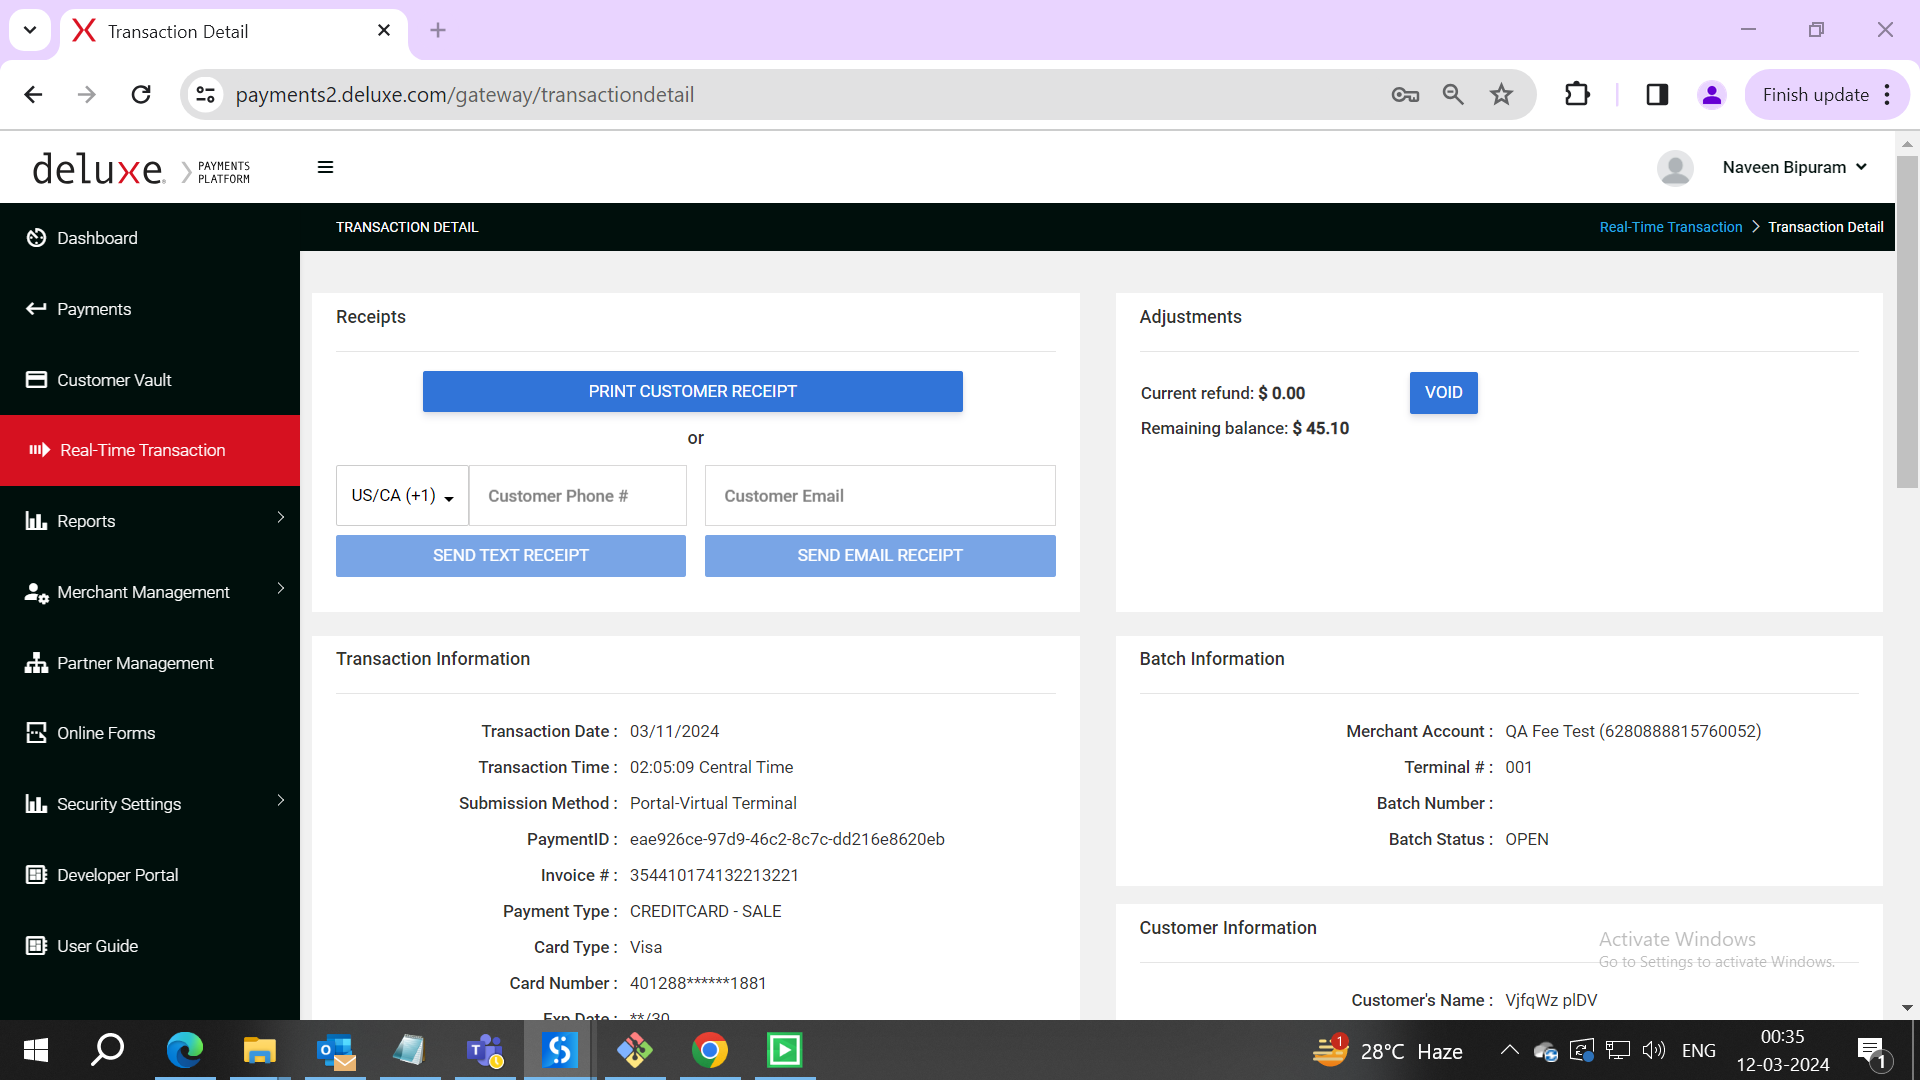 Transaction Detail
payments2.deluxe.com/gateway/transactiondetail
Finish update
deluxe. PAYMENTS
PLATFORM
Naveen Bipuram
TRANSACTION DETAIL
Real-Time Transaction > Transaction Detail
Dashboard
Payments
Customer Vault
Real-Time Transaction
Reports
Merchant Management
Partner Management
Online Forms
Security Settings
Developer Portal
User Guide
Receipts
PRINT CUSTOMER RECEIPT
or
US/CA (+1)
Customer Phone #
Customer Email
SEND TEXT RECEIPT
SEND EMAIL RECEIPT
Adjustments
Current refund: $ 0.00
VOID
Remaining balance: $ 45.10
Transaction Information
Transaction Date : 03/11/2024
Transaction Time : 02:05:09 Central Time
Submission Method : Portal-Virtual Terminal
PaymentID : eae926ce-97d9-46c2-8c7c-dd216e8620eb
Invoice # : 354410174132213221
Payment Type : CREDITCARD - SALE
Card Type : Visa
Card Number : 401288******1881
Exp Date : **/30
Batch Information
Merchant Account : QA Fee Test (6280888815760052)
Terminal # : 001
Batch Number :
Batch Status : OPEN
Customer Information
Customer's Name : VjfqWz plDV
Activate Windows
Go to Settings to activate Windows.
1
28°C Haze
ENG
00:35
12-03-2024
1